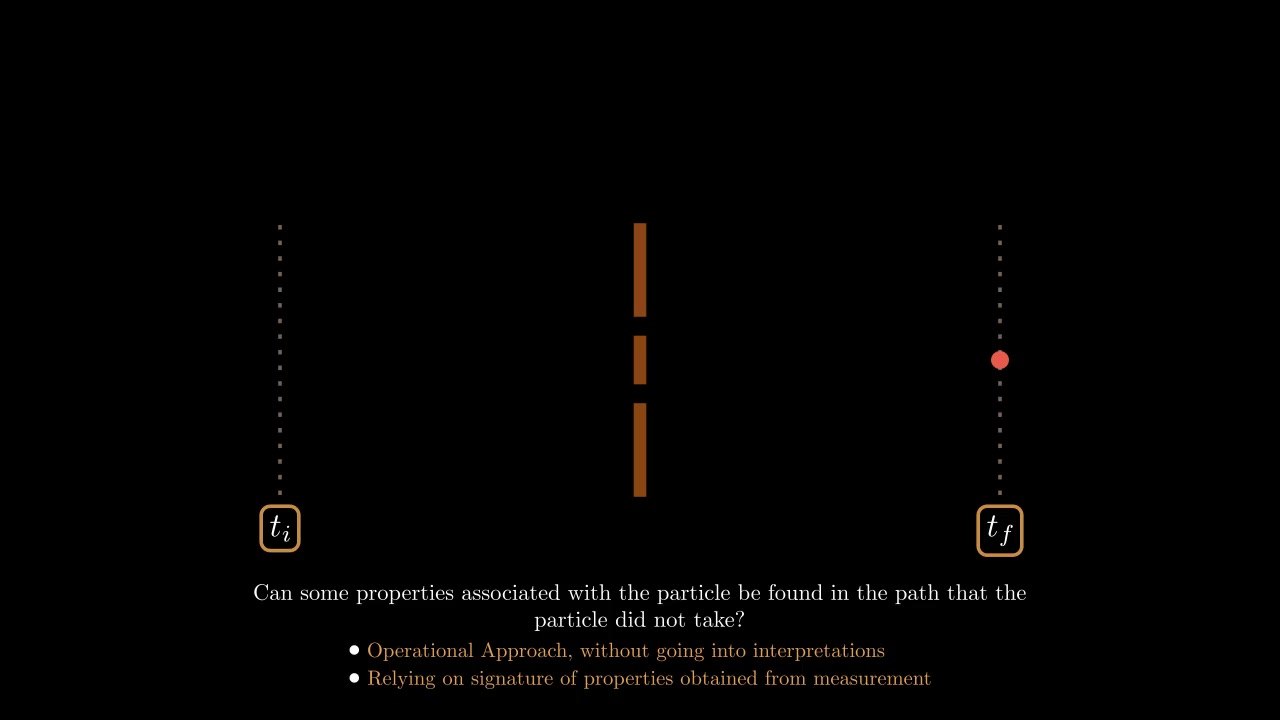 t_i
t_f
Can some properties associated with the particle be found in the path that the
particle did not take?
● Operational Approach, without going into interpretations
● Relying on signature of properties obtained from measurement